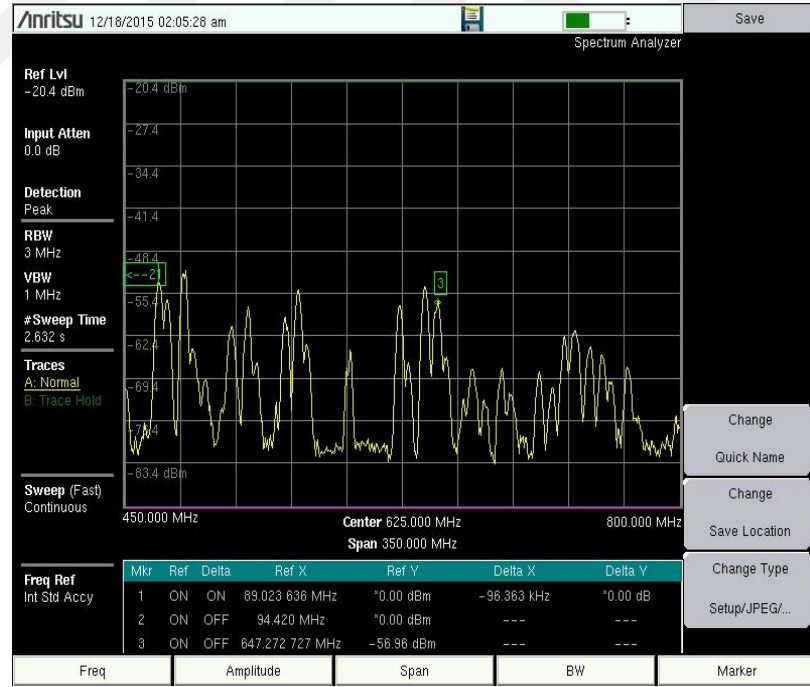 /Inritsu 12/18/2015 02:05:28 am
Save
Spectrum Analyzer
Ref Lvl
-20.4 dBm
Input Atten
0.0 dB
Detection
Peak
RBW
3 MHz
VBW
1 MHz
#Sweep Time
2.632 s
Traces
A: Normal
B: Trace Hold
Sweep (Fast)
Continuous
Freq Ref
Int Std Accy
-20.4 dBm
-27.4
-34.4
-41.4
-48.4
<--21
3
-55.4
-62.4
-69.4
-83.4 dBm
450.000 MHz
Center 625.000 MHz
800.000 MHz
Span 350.000 MHz
Mkr Ref Delta Ref X Ref Y Delta X Delta Y
1 ON ON 89.023 636 MHz *0.00 dBm -96.363 kHz *0.00 dB
2 ON OFF 94.420 MHz *0.00 dBm --- ---
3 ON OFF 647.272 727 MHz -56.96 dBm --- ---
Change
Quick Name
Change
Save Location
Change Type
Setup/JPEG/...
Freq
Amplitude
Span
BW
Marker